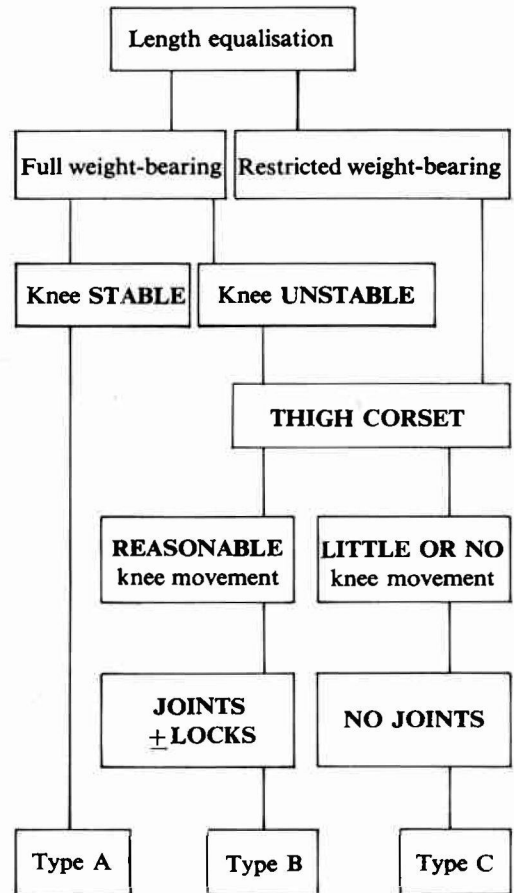 Length equalisation
Full weight-bearing
Restricted weight-bearing
Knee STABLE
Knee UNSTABLE
THIGH CORSET
REASONABLE
knee movement
LITTLE OR NO
knee movement
JOINTS
±LOCKS
NO JOINTS
Type A
Type B
Type C